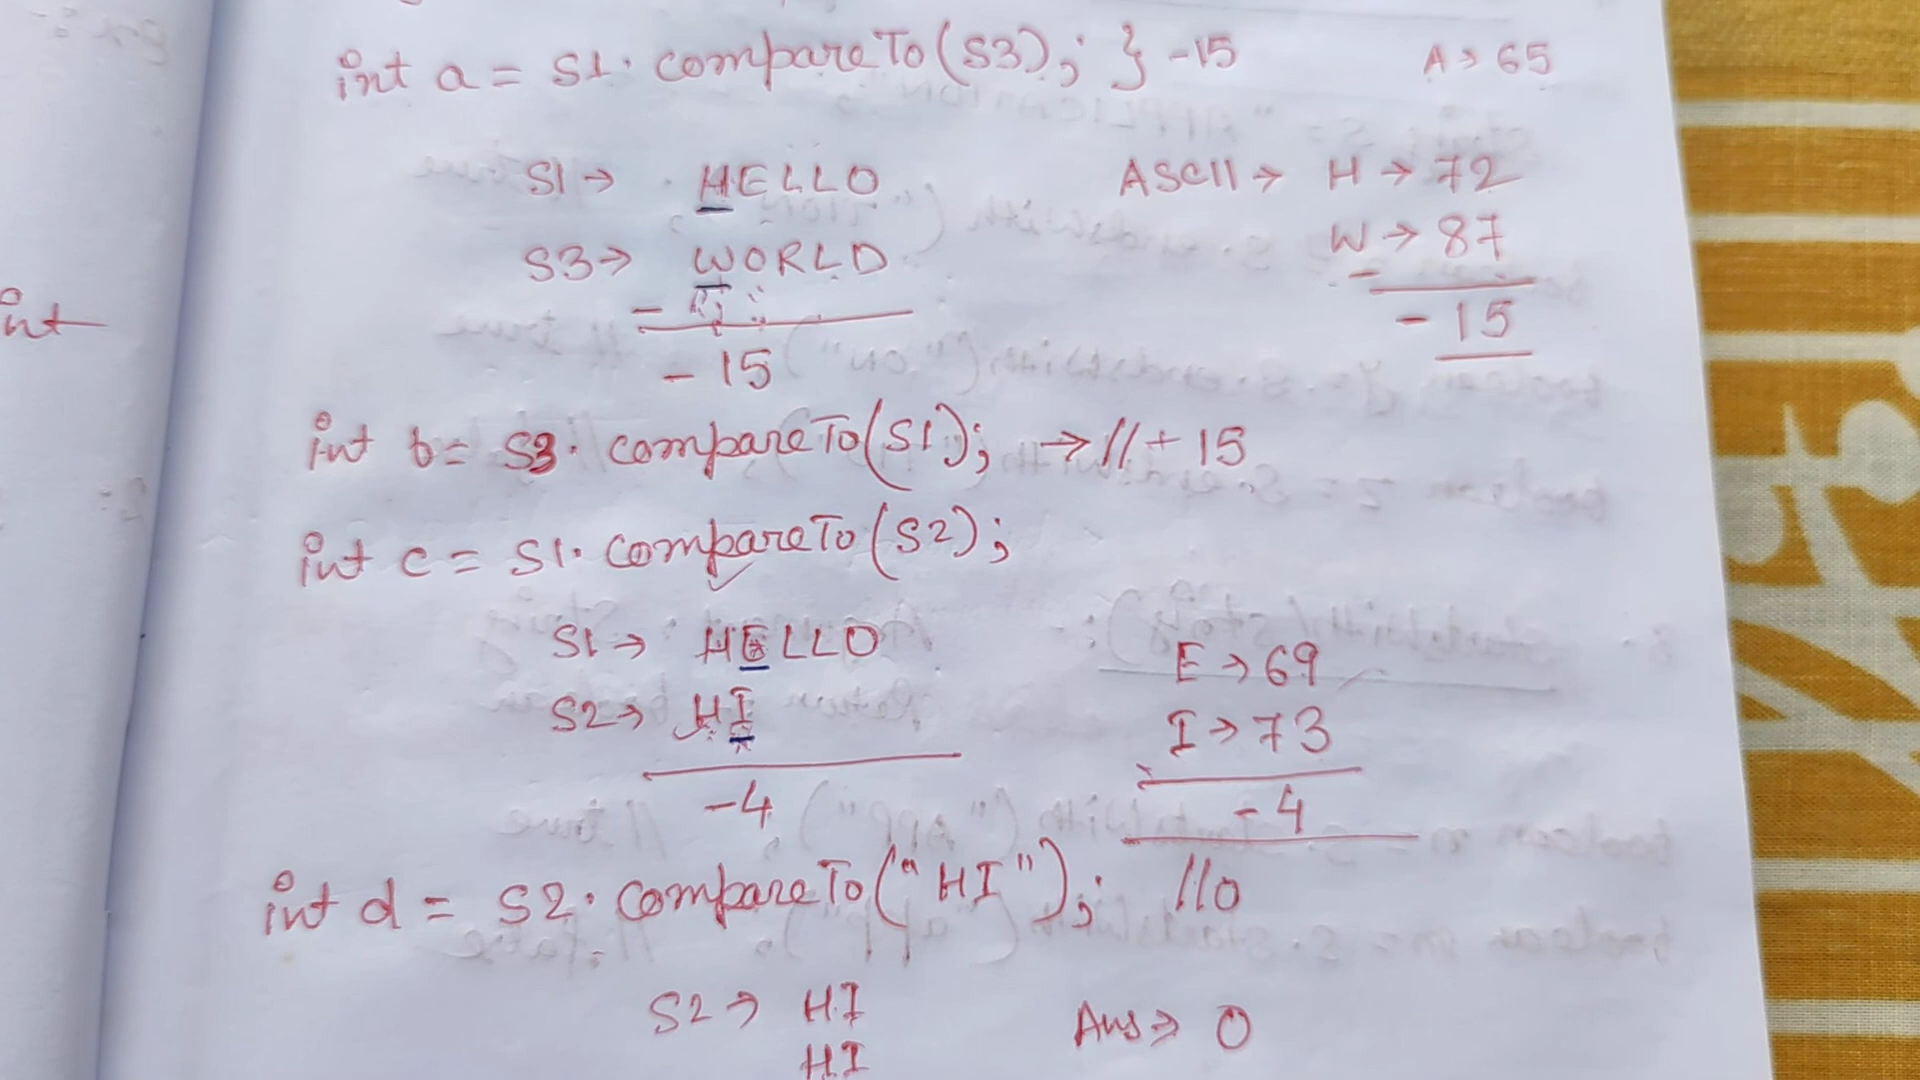 int a = S1. compareTo(S3); } -15 A → 65
S1 → HELLO ASCII → H → 72
S3 → WORLD W → 87
- -
-15 -15
int
int b = S3. compareTo(S1); → // + 15
int c = S1. compareTo(S2);
S1 → HELLO E → 69
S2 → HI I → 73
-4 -4
int d = S2. compareTo("HI"); //0
S2 → HI Ans → 0
HI